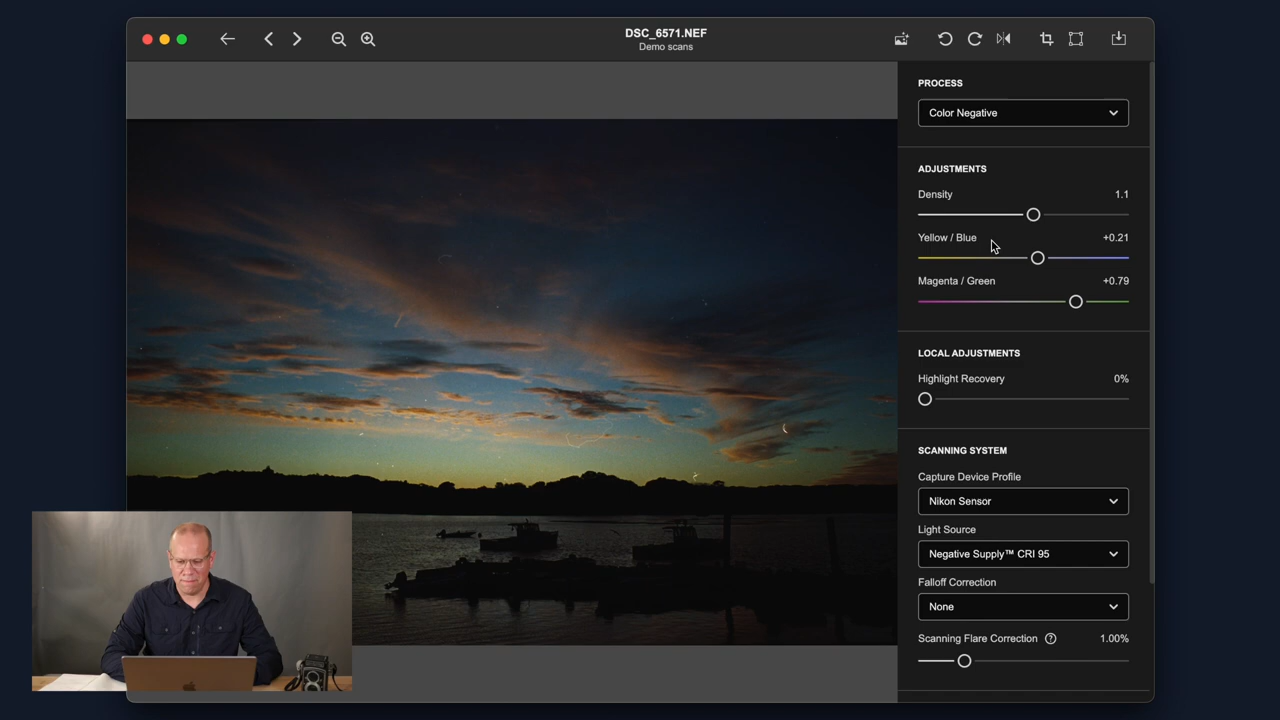 DSC_6571.NEF
Demo scans
PROCESS
Color Negative
ADJUSTMENTS
Density 1.1
Yellow / Blue +0.21
Magenta / Green +0.79
LOCAL ADJUSTMENTS
Highlight Recovery 0%
SCANNING SYSTEM
Capture Device Profile
Nikon Sensor
Light Source
Negative Supply™ CRI 95
Falloff Correction
None
Scanning Flare Correction ? 1.00%